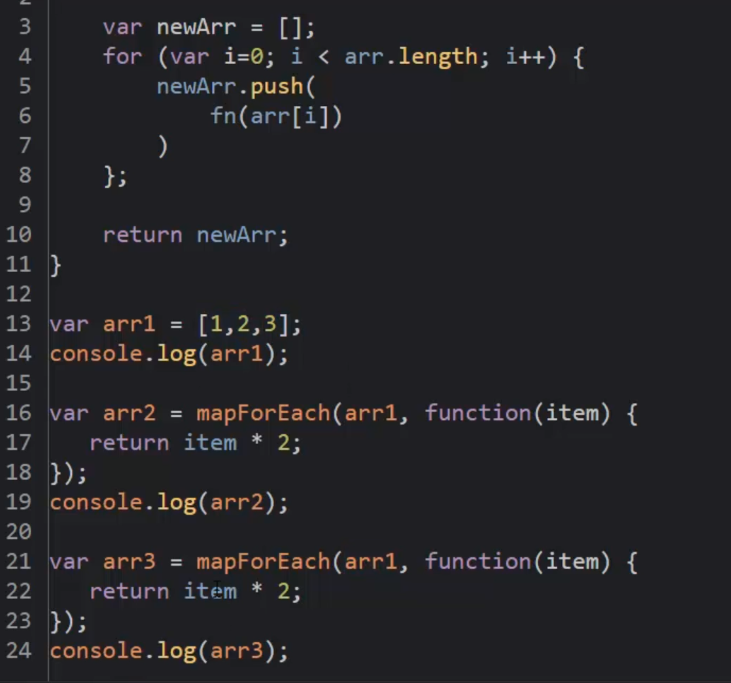 3 var newArr = [];
4 for (var i=0; i < arr.length; i++) {
5 newArr.push(
6 fn(arr[i])
7 )
8 };
9
10 return newArr;
11 }
12
13 var arr1 = [1,2,3];
14 console.log(arr1);
15
16 var arr2 = mapForEach(arr1, function(item) {
17 return item * 2;
18 });
19 console.log(arr2);
20
21 var arr3 = mapForEach(arr1, function(item) {
22 return item * 2;
23 });
24 console.log(arr3);